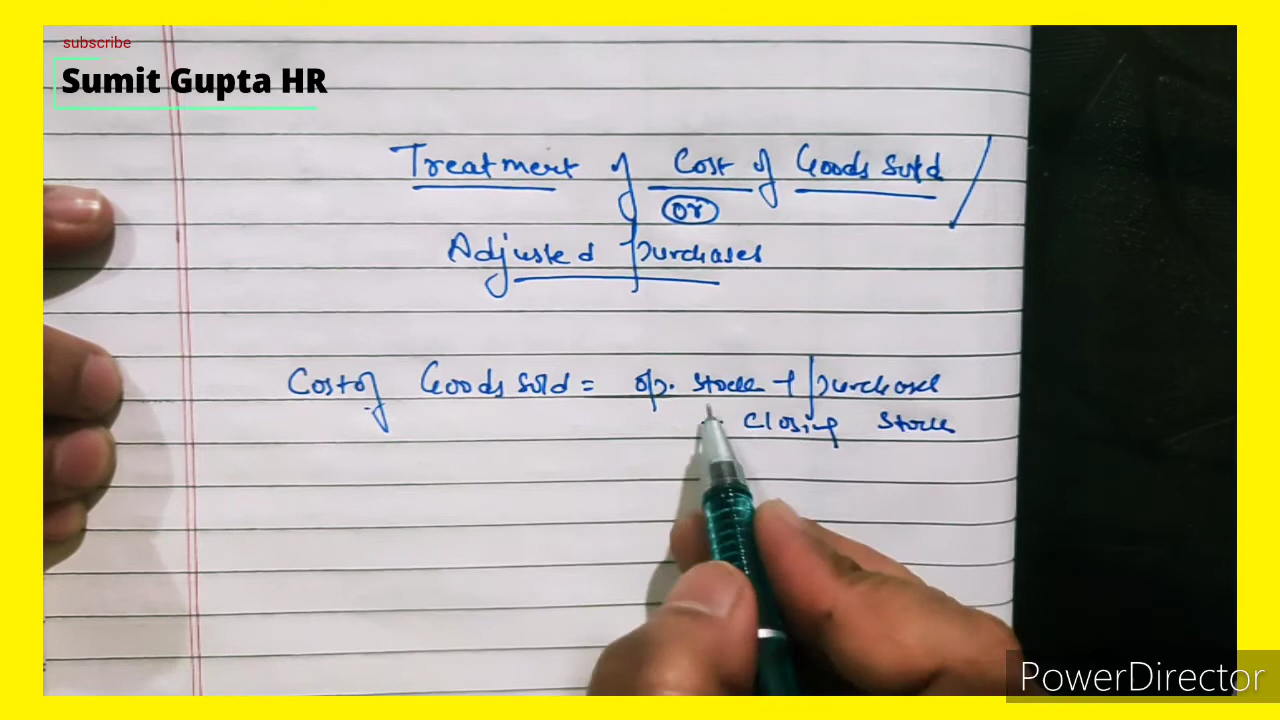 subscribe
Sumit Gupta HR
Treatment of Cost of Goods Sold
or
Adjusted purchases
Cost of Goods Sold = op. Stock + purchases
Closing Stock
PowerDirector